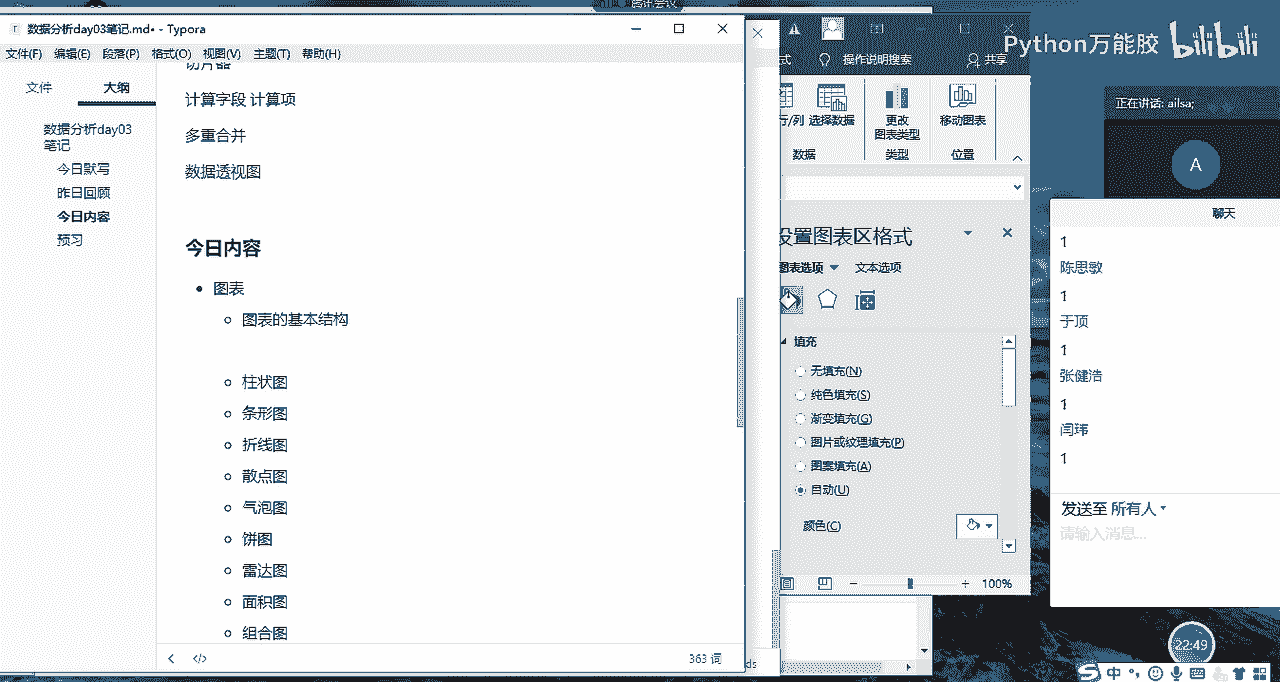 腾讯会议
数据分析day03笔记.md• - Typora
文件(F) 编辑(E) 段落(P) 格式(O) 视图(V) 主题(T) 帮助(H)
文件 大纲
数据分析day03
笔记
今日默写
昨日回顾
今日内容
预习
切片器
计算字段 计算项
多重合并
数据透视图
今日内容
图表
图表的基本结构
柱状图
条形图
折线图
散点图
气泡图
饼图
雷达图
面积图
组合图
363 词
式 操作说明搜索 共享
行/列 选择数据 更改
图表类型 移动图表
数据 类型 位置
设置图表区格式
图表选项 文本选项
填充
无填充(N)
纯色填充(S)
渐变填充(G)
图片或纹理填充(P)
图案填充(A)
自动(U)
颜色(C)
100%
ds
Python万能胶 bilibili
正在讲话: ailsa;
A
聊天
1
陈思敏
1
于顶
1
张健浩
1
闫玮
1
发送至 所有人
请输入消息...
22:49
中